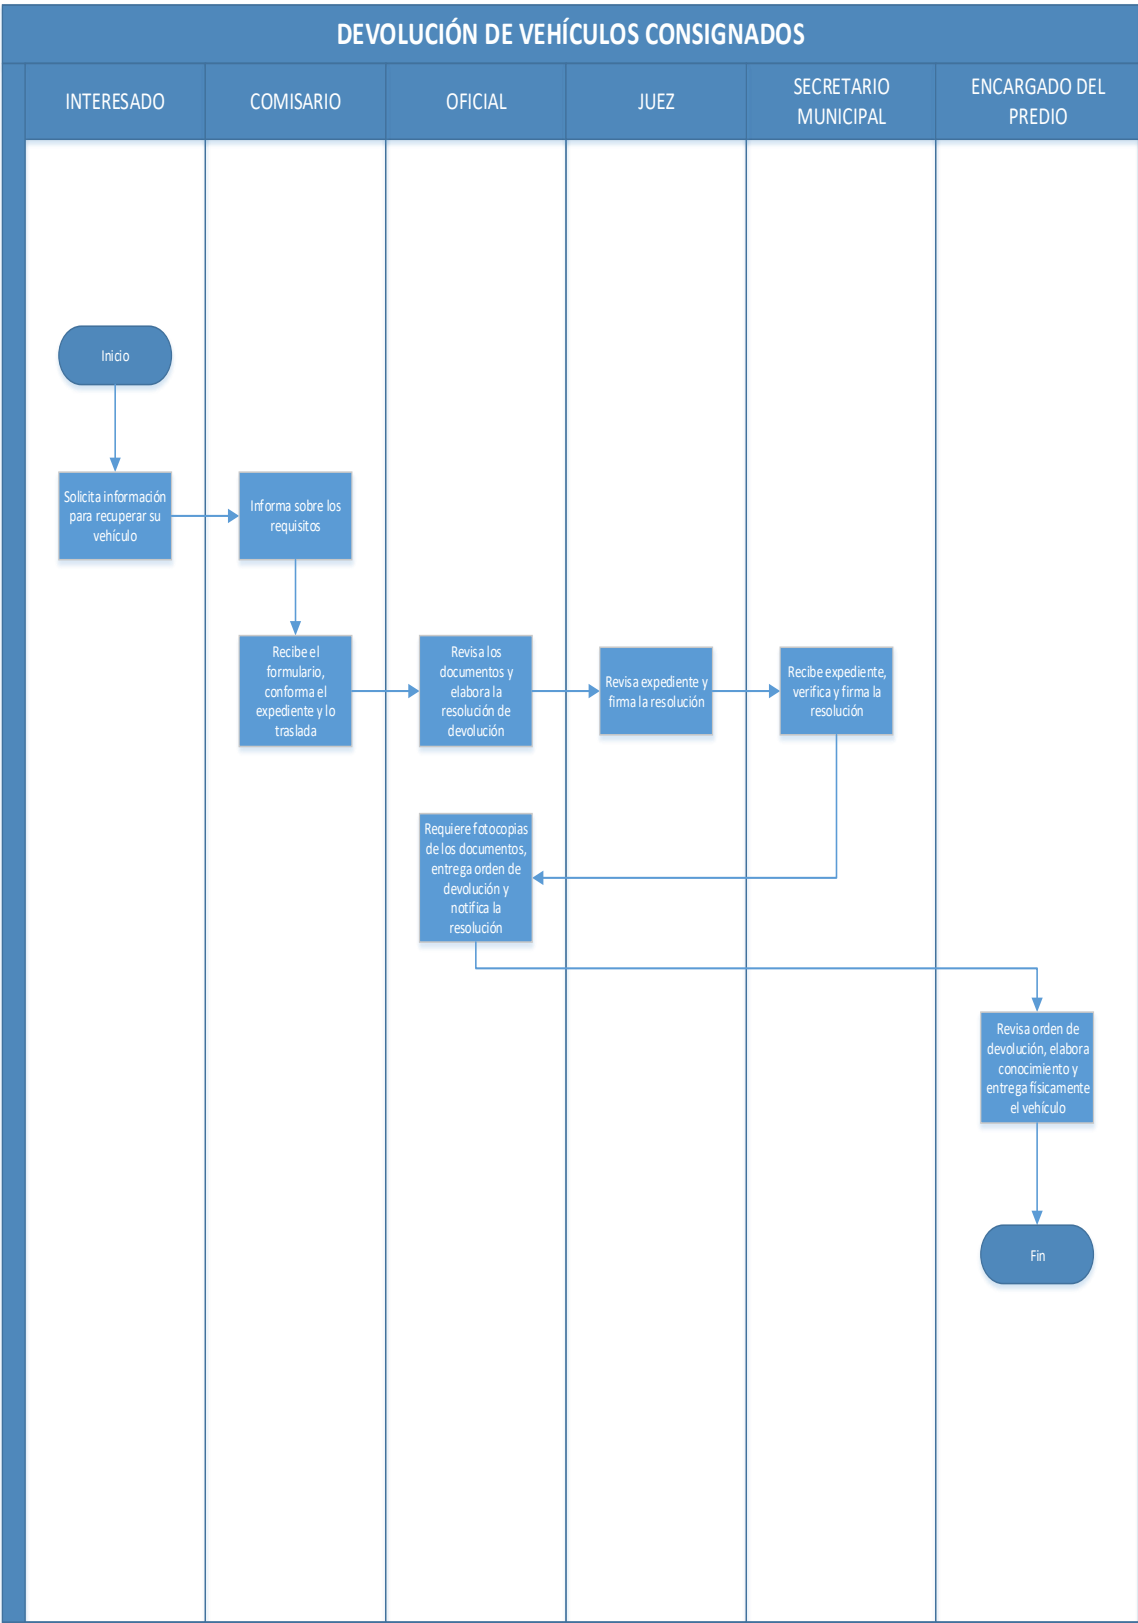 DEVOLUCIÓN DE VEHÍCULOS CONSIGNADOS
INTERESADO
COMISARIO
OFICIAL
JUEZ
SECRETARIO
MUNICIPAL
ENCARGADO DEL
PREDIO
Inicio
Solicita información
para recuperar su
vehículo
Informa sobre los
requisitos
Recibe el
formulario,
conforma el
expediente y lo
traslada
Revisa los
documentos y
elabora la
resolución de
devolución
Revisa expediente y
firma la resolución
Recibe expediente,
verifica y firma la
resolución
Requiere fotocopias
de los documentos,
entrega orden de
devolución y
notifica la
resolución
Revisa orden de
devolución, elabora
conocimiento y
entrega físicamente
el vehículo
Fin